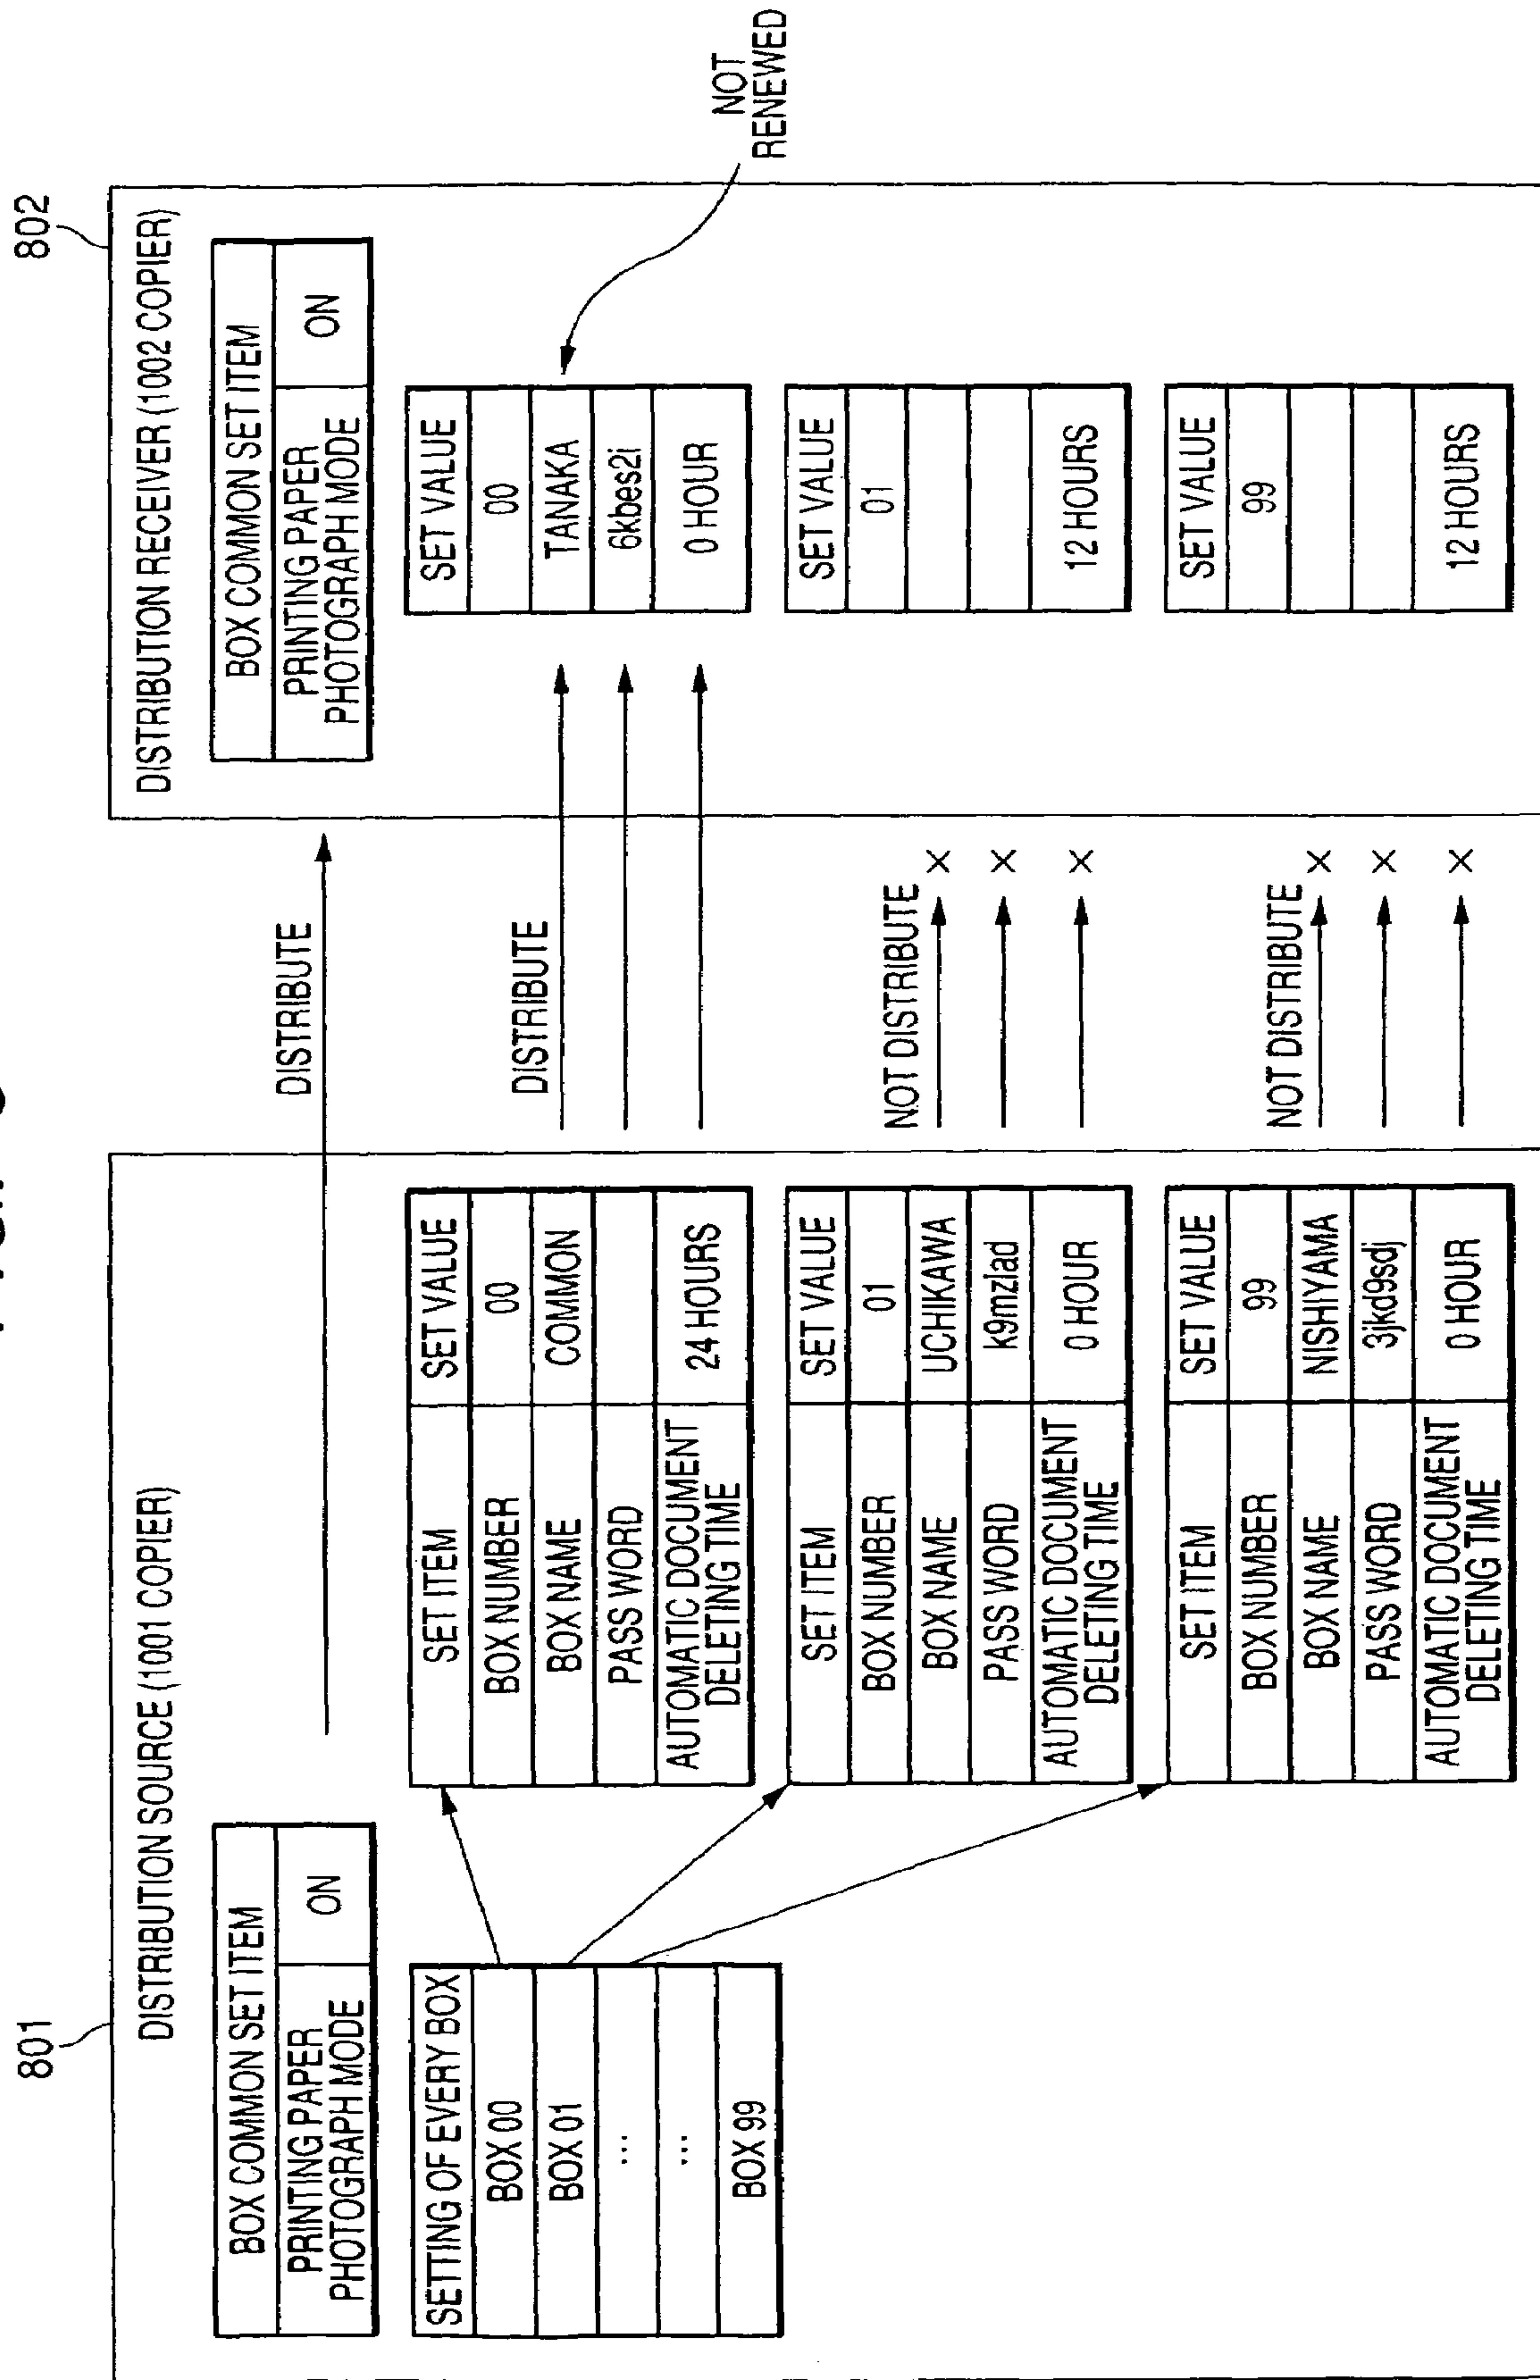 801
DISTRIBUTION SOURCE (1001 COPIER)
BOX COMMON SET ITEM
PRINTING PAPER
PHOTOGRAPH MODE
ON
SETTING OF EVERY BOX
BOX 00
BOX 01
...
...
BOX 99
SET ITEM
SET VALUE
BOX NUMBER
00
BOX NAME
COMMON
PASS WORD
AUTOMATIC DOCUMENT
DELETING TIME
24 HOURS
SET ITEM
SET VALUE
BOX NUMBER
01
BOX NAME
UCHIKAWA
PASS WORD
k9mzlad
AUTOMATIC DOCUMENT
DELETING TIME
0 HOUR
SET ITEM
SET VALUE
BOX NUMBER
99
BOX NAME
NISHIYAMA
PASS WORD
3jkd9sdj
AUTOMATIC DOCUMENT
DELETING TIME
0 HOUR
DISTRIBUTE
DISTRIBUTE
NOT DISTRIBUTE
×
×
×
NOT DISTRIBUTE
×
×
×
802
DISTRIBUTION RECEIVER (1002 COPIER)
BOX COMMON SET ITEM
PRINTING PAPER
PHOTOGRAPH MODE
ON
SET VALUE
00
TANAKA
6kbes2i
0 HOUR
SET VALUE
01
12 HOURS
SET VALUE
99
12 HOURS
NOT
RENEWED